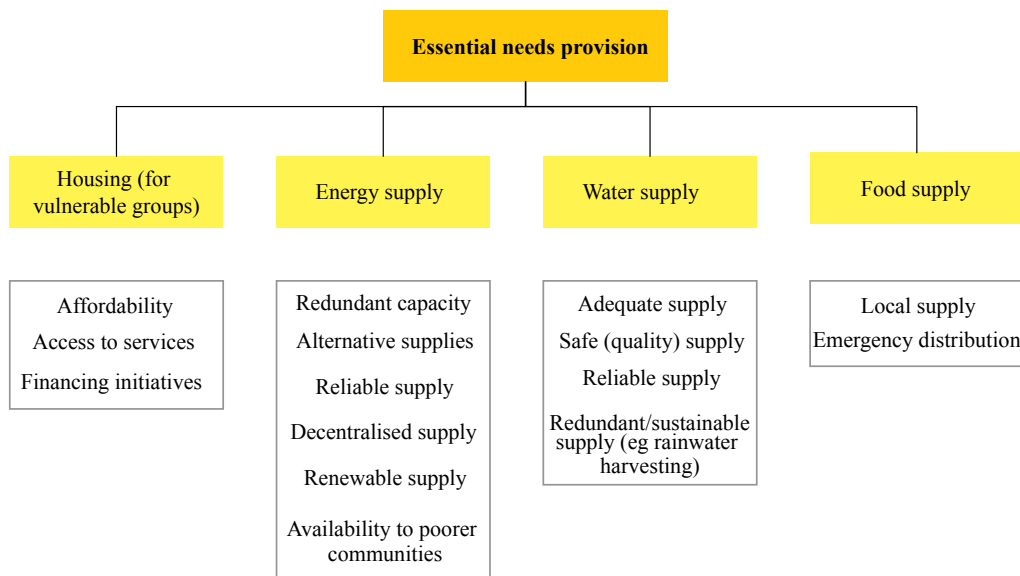 Essential needs provision
Housing (for
vulnerable groups)
Energy supply
Water supply
Food supply
Affordability
Access to services
Financing initiatives
Redundant capacity
Alternative supplies
Reliable supply
Decentralised supply
Renewable supply
Availability to poorer
communities
Adequate supply
Safe (quality) supply
Reliable supply
Redundant/sustainable
supply (eg rainwater
harvesting)
Local supply
Emergency distribution